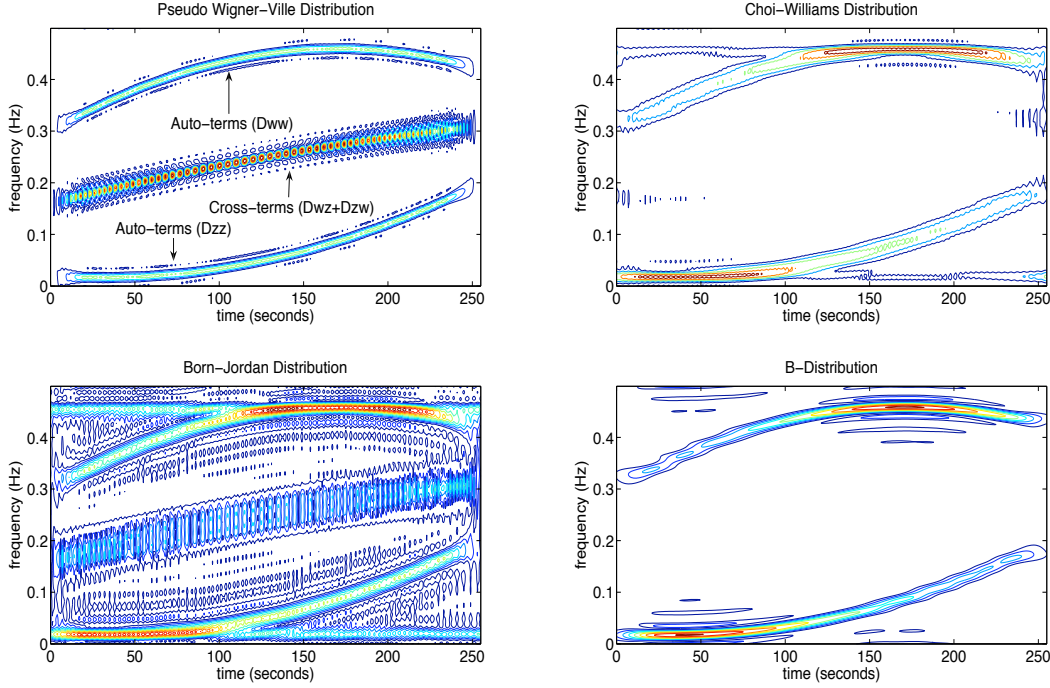 Pseudo Wigner−Ville Distribution
frequency (Hz)
0.4
0.3
0.2
0.1
0
Auto−terms (Dww)
Cross−terms (Dwz+Dzw)
Auto−terms (Dzz)
0 50 100 150 200 250
time (seconds)
Choi−Williams Distribution
frequency (Hz)
0.4
0.3
0.2
0.1
0
0 50 100 150 200 250
time (seconds)
Born−Jordan Distribution
frequency (Hz)
0.4
0.3
0.2
0.1
0
0 50 100 150 200 250
time (seconds)
B−Distribution
frequency (Hz)
0.4
0.3
0.2
0.1
0
0 50 100 150 200 250
time (seconds)